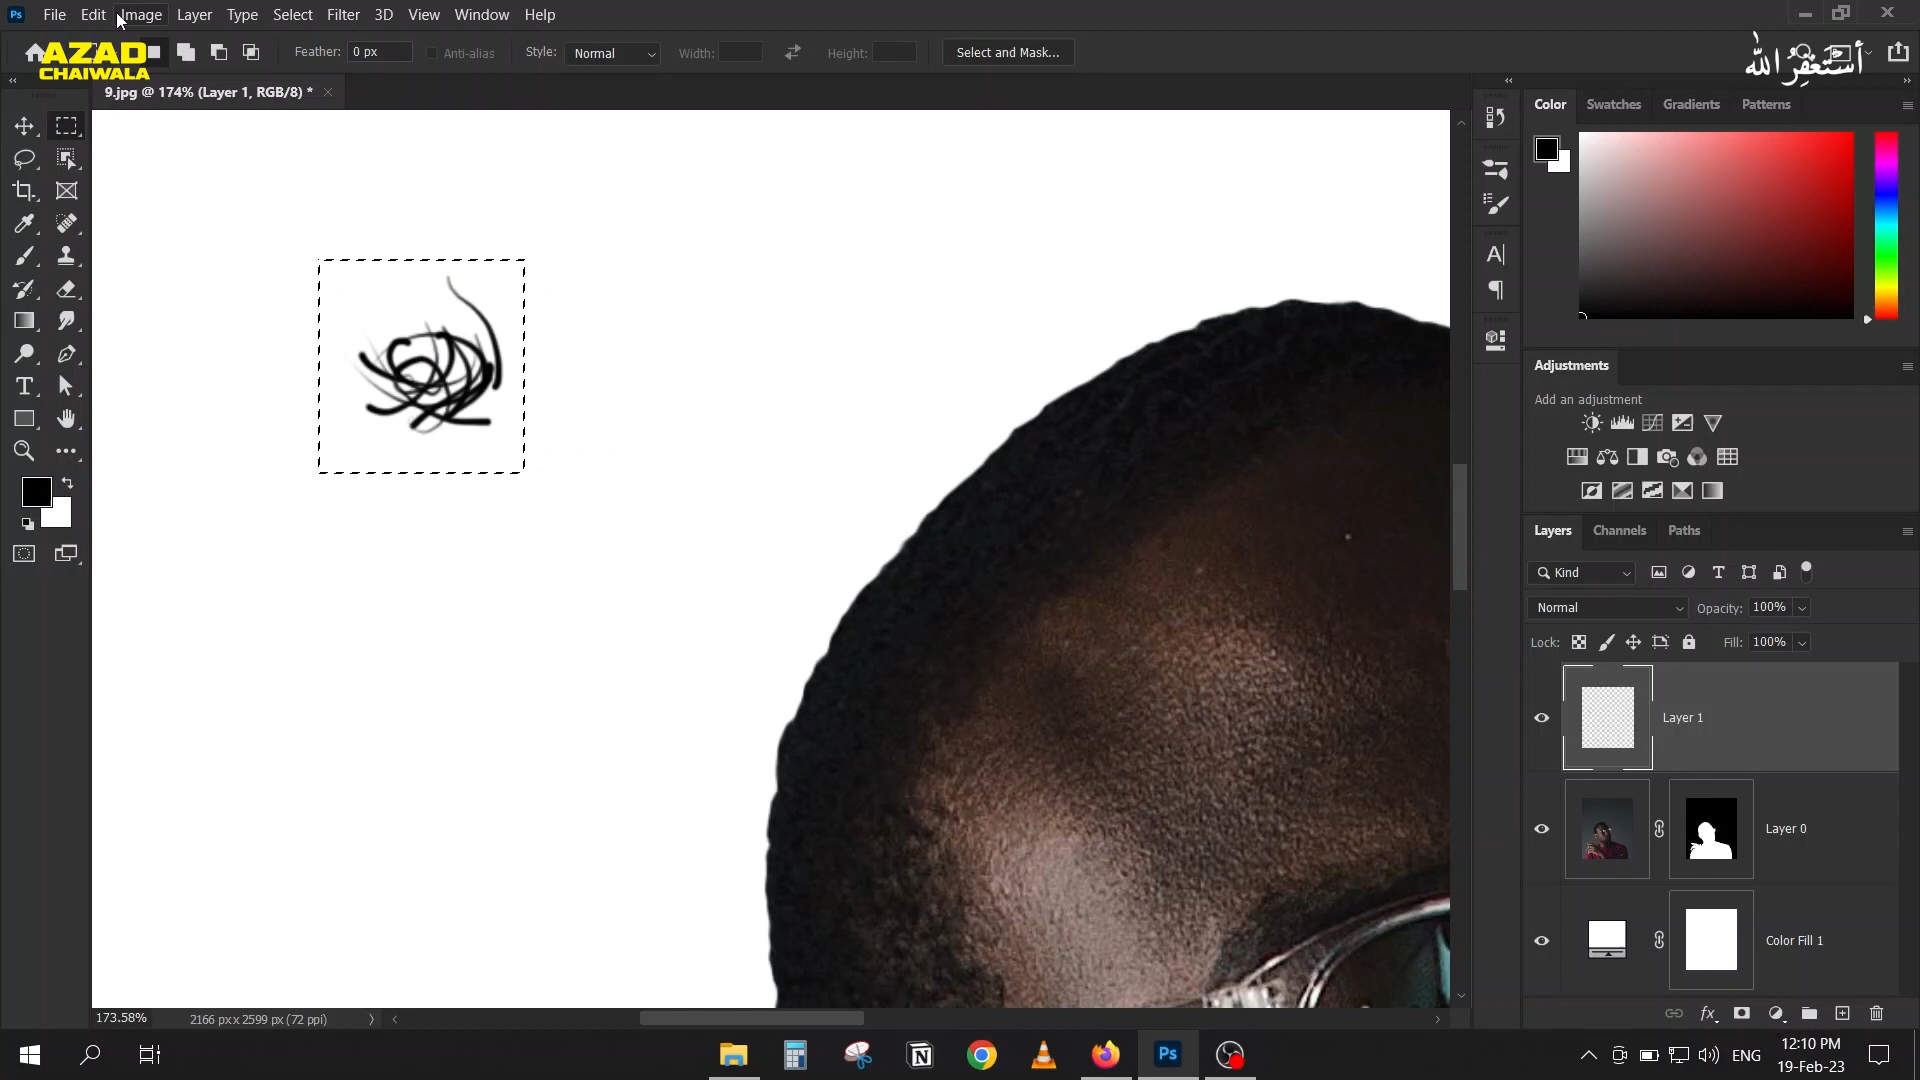 Ps File Edit Image Layer Type Select Filter 3D View Window Help
AZAD
CHAIWALA
Feather: 0 px Anti-alias Style: Normal Width: Height: Select and Mask...
أستغفر الله
9.jpg @ 174% (Layer 1, RGB/8) *
Color Swatches Gradients Patterns
Adjustments
Add an adjustment
Layers Channels Paths
Kind
Normal Opacity: 100%
Lock: Fill: 100%
Layer 1
Layer 0
Color Fill 1
173.58% 2166 px x 2599 px (72 ppi)
Ps
ENG
12:10 PM
19-Feb-23